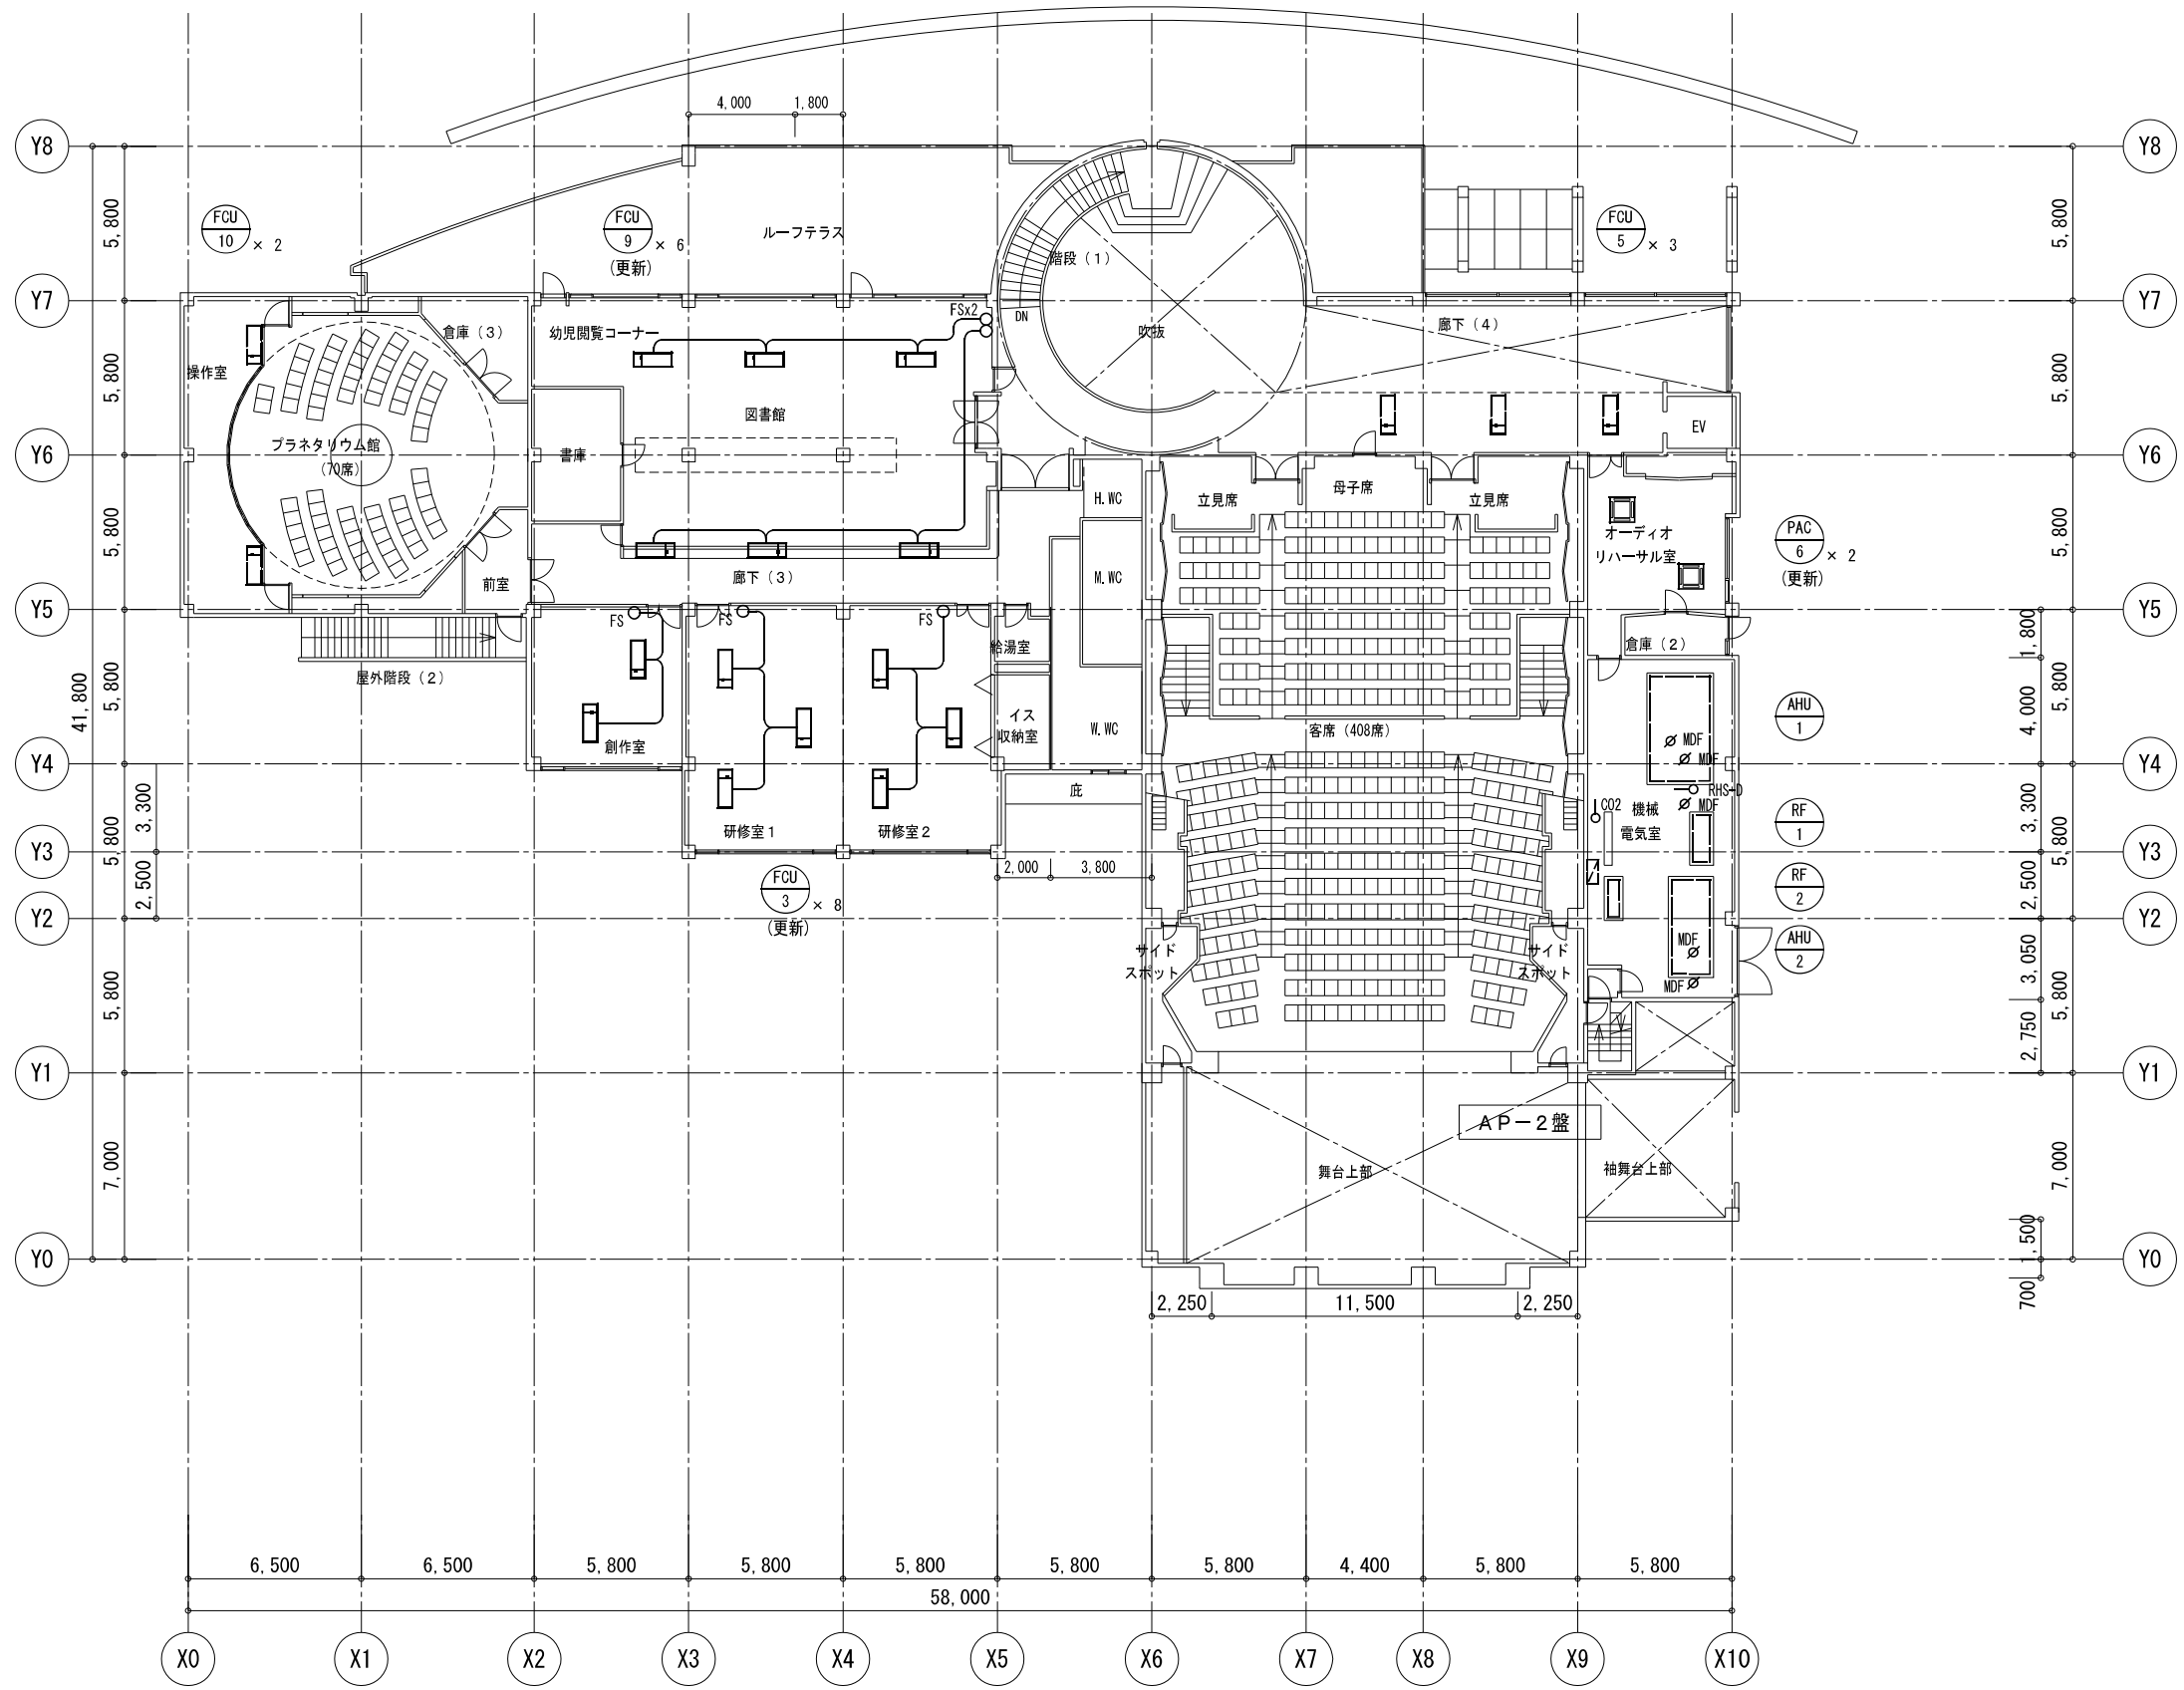 4,000
1,800
Y8
Y8
FCU
10
× 2
FCU
9
× 6
(更新)
ルーフテラス
階段（1）
FCU
5
× 3
5,800
5,800
Y7
Y7
倉庫（3）
幼児閲覧コーナー
FSx2
DN
吹抜
廊下（4）
操作室
5,800
5,800
図書館
プラネタリウム館
(70席)
書庫
EV
Y6
Y6
H.WC
立見席
母子席
立見席
オーディオ
リハーサル室
PAC
6
× 2
(更新)
5,800
5,800
前室
廊下（3）
M.WC
Y5
Y5
FS
FS
FS
給湯室
倉庫（2）
1,800
屋外階段（2）
41,800
5,800
5,800
4,000
イス
収納室
W.WC
客席（408席）
AHU
1
創作室
MDF
MDF
Y4
Y4
庇
RHS-D
MDF
CO2
機械
電気室
RF
1
3,300
5,800
3,300
5,800
研修室１
研修室２
Y3
Y3
2,000
3,800
FCU
3
× 8
(更新)
RF
2
2,500
2,500
Y2
Y2
サイド
スポット
サイド
スポット
MDF
MDF
AHU
2
3,050
5,800
5,800
2,750
Y1
Y1
ＡＰ－２盤
舞台上部
袖舞台上部
7,000
7,000
1,500
Y0
Y0
700
2,250
11,500
2,250
6,500
6,500
5,800
5,800
5,800
5,800
5,800
4,400
5,800
5,800
58,000
X0
X1
X2
X3
X4
X5
X6
X7
X8
X9
X10